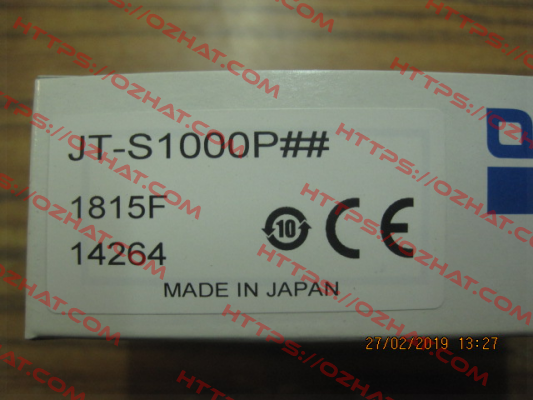 JT-S1000P##
1815F
14264
10
CE
MADE IN JAPAN
27/02/2019 13:27
HTTPS://OZHAT.COM